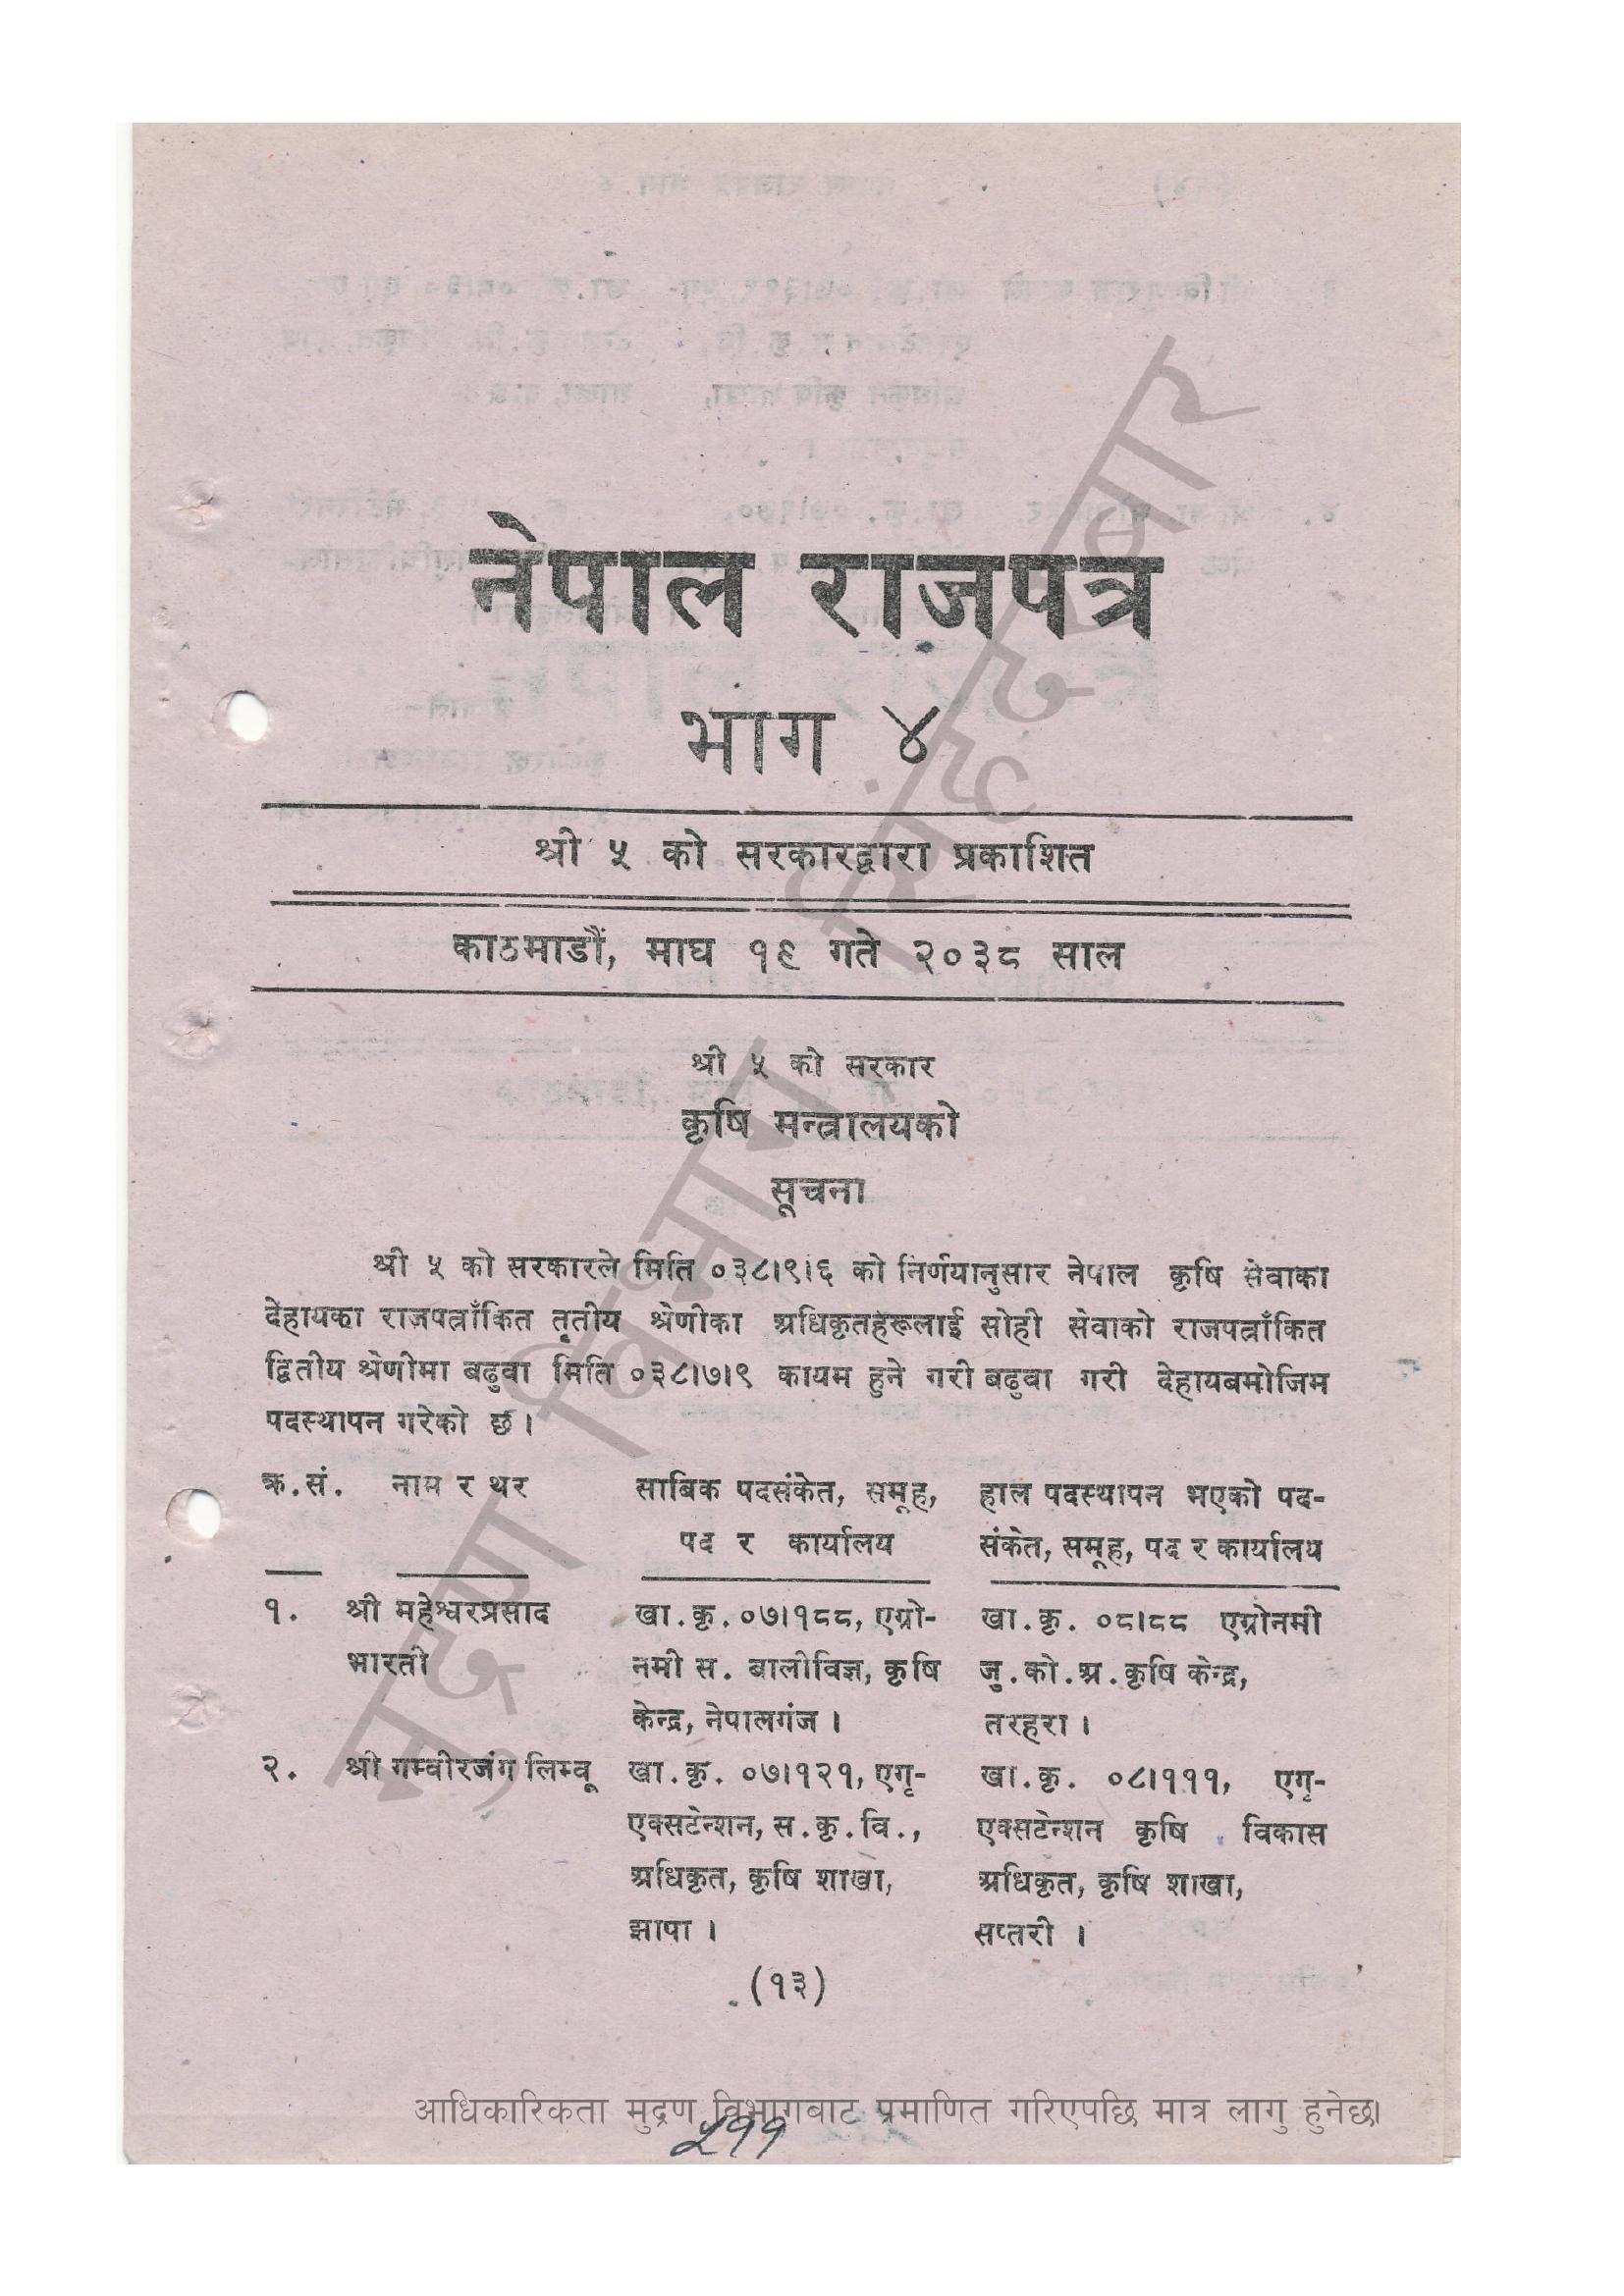 नेपाल राजपत्र
भाग ४
श्री ५ को सरकारद्वारा प्रकाशित
काठमाडौं, माघ १९ गते २०३८ साल
श्री ५ को सरकार
कृषि मन्त्रालयको
सूचना
श्री ५ को सरकारले मिति ०३८।९।६ को निर्णयानुसार नेपाल कृषि सेवाका
देहायका राजपत्राँकित तृतीय श्रेणीका अधिकृतहरूलाई सोही सेवाको राजपत्राँकित
द्वितीय श्रेणीमा बढुवा मिति ०३८।७।९ कायम हुने गरी बढुवा गरी देहायबमोजिम
पदस्थापन गरेको छ।
क्र.सं. नाम र थर साबिक पदसंकेत, समूह, हाल पदस्थापन भएको पद-
पद र कार्यालय संकेत, समूह, पद र कार्यालय
१. श्री महेश्वरप्रसाद खा.कृ.०७।१८८, एग्रो- खा.कृ. ०८।८८ एग्रोनमी
भारती नमी स. बालीविज्ञ, कृषि जु.को.अ.कृषि केन्द्र,
केन्द्र, नेपालगंज । तरहरा ।
२. श्री गम्वीरजंग लिम्वू खा.कृ. ०७।१२१, एगृ- खा.कृ. ०८।१११, एगृ-
एक्सटेन्शन, स.कृ.वि., एक्सटेन्शन कृषि विकास
अधिकृत, कृषि शाखा, अधिकृत, कृषि शाखा,
झापा । सप्तरी ।
(१३)
आधिकारिकता मुद्रण विभागबाट प्रमाणित गरिएपछि मात्र लागु हुनेछ।
५११
मुद्रण विभाग, सिंहदरबार